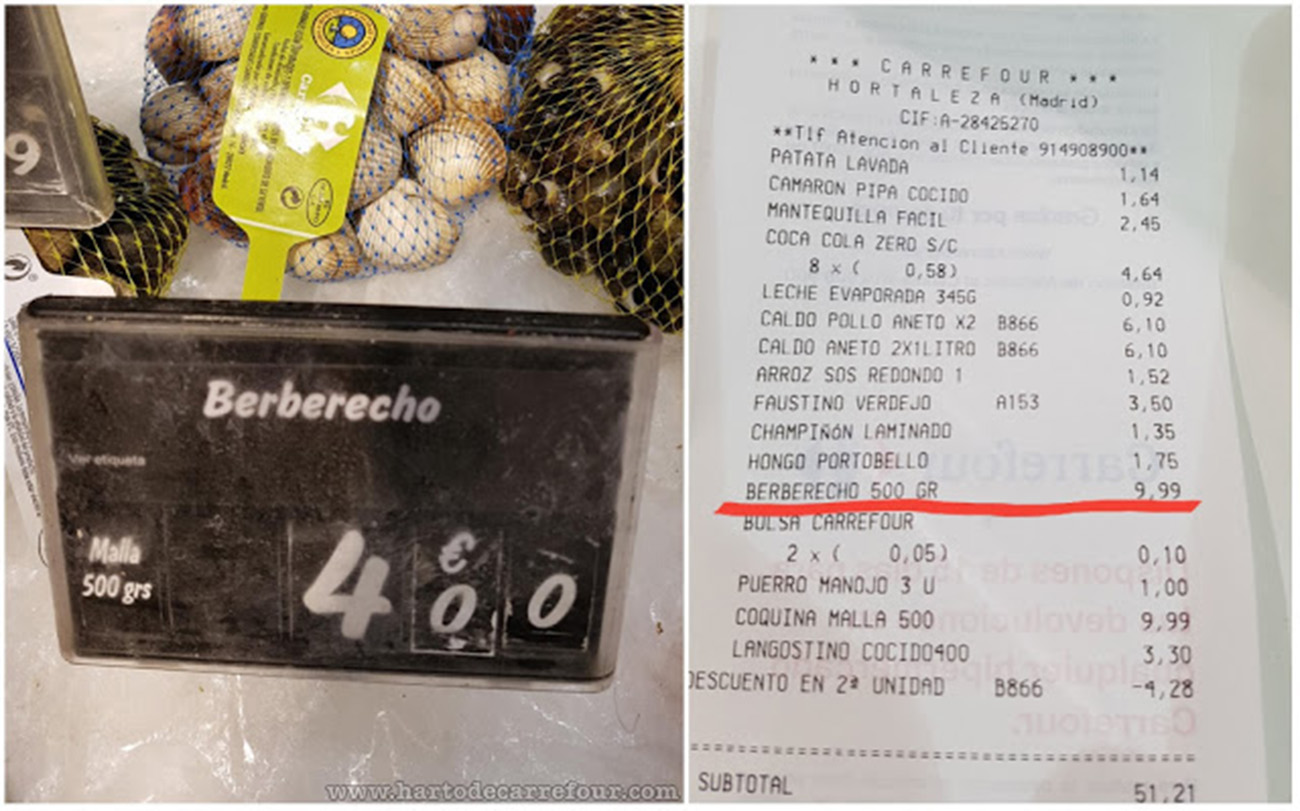 9
Berberecho
Ver etiqueta
Malla
500 grs
4 € 0 0
www.hartodecarrefour.com
*** CARREFOUR ***
HORTALEZA (Madrid)
CIF:A-28425270
**Tlf Atencion al Cliente 914908900**
PATATA LAVADA 1,14
CAMARON PIPA COCIDO 1,64
MANTEQUILLA FACIL 2,45
COCA COLA ZERO S/C
8 x ( 0,58) 4,64
LECHE EVAPORADA 345G 0,92
CALDO POLLO ANETO X2 B866 6,10
CALDO ANETO 2X1LITRO B866 6,10
ARROZ SOS REDONDO 1 1,52
FAUSTINO VERDEJO A153 3,50
CHAMPIñóN LAMINADO 1,35
HONGO PORTOBELLO 1,75
BERBERECHO 500 GR 9,99
BOLSA CARREFOUR
2 x ( 0,05) 0,10
PUERRO MANOJO 3 U 1,00
COQUINA MALLA 500 9,99
LANGOSTINO COCIDO400 3,30
DESCUENTO EN 2ª UNIDAD B866 -4,28
SUBTOTAL 51,21